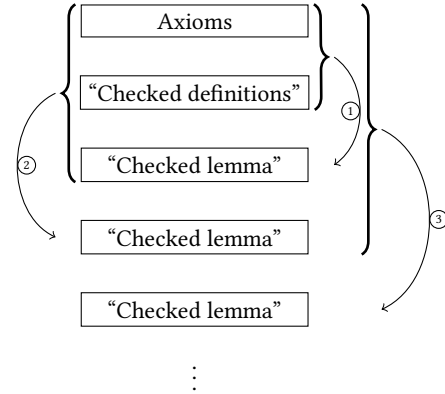 Axioms
“Checked definitions”
①
“Checked lemma”
②
“Checked lemma”
③
“Checked lemma”
⋮